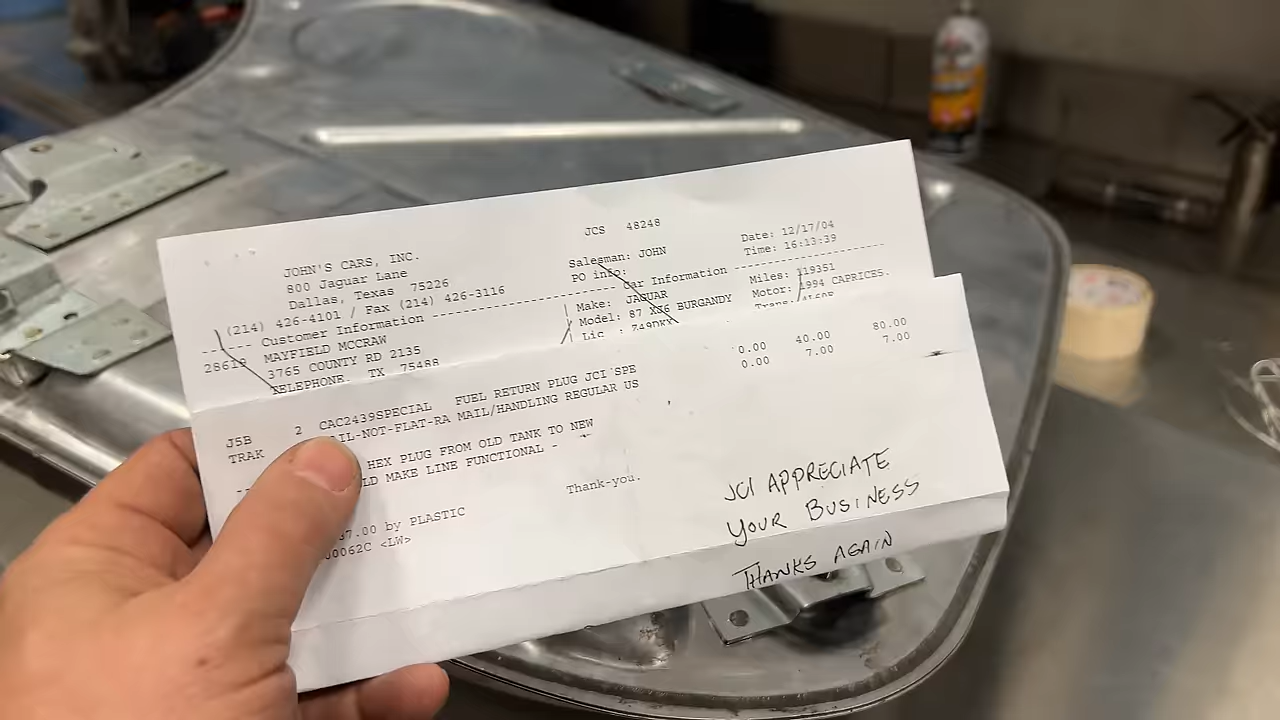 JCS 48248
JOHN'S CARS, INC.
800 Jaguar Lane
Dallas, Texas 75226
(214) 426-4101 / Fax (214) 426-3116
Salesman: JOHN
PO info:
Date: 12/17/04
Time: 16:13:39
------ Customer Information ------------------ Car Information ---------------
28619 MAYFIELD MCCRAW
3765 COUNTY RD 2135
TELEPHONE, TX 75488
Make: JAGUAR
Model: 87 XJ6 BURGANDY
Lic :
Miles: 119351
Motor: 1994 CAPRICES.
J5B 2 CAC2439SPECIAL FUEL RETURN PLUG JCI SPE 0.00 40.00 80.00
TRAK MAIL/HANDLING REGULAR US 0.00 7.00 7.00
HEX PLUG FROM OLD TANK TO NEW
MAKE LINE FUNCTIONAL -
Thank-you.
by PLASTIC
<LW>
JCI APPRECIATE
YOUR BUSINESS
THANKS AGAIN